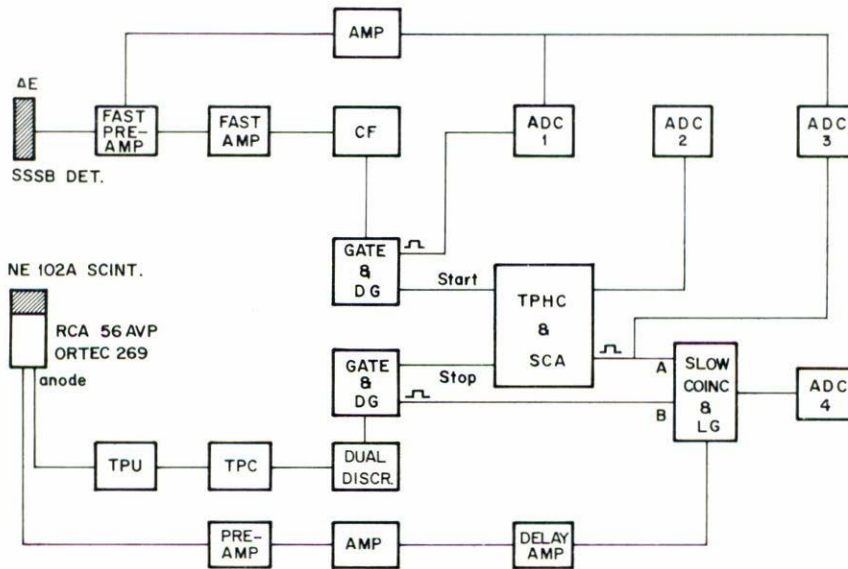 AMP
ΔE
FAST
PRE-
AMP
FAST
AMP
CF
ADC
1
ADC
2
ADC
3
SSSB DET.
GATE
&
DG
Start
NE 102A SCINT.
TPHC
&
SCA
RCA 56 AVP
ORTEC 269
anode
GATE
&
DG
Stop
A
B
SLOW
COINC
&
LG
ADC
4
TPU
TPC
DUAL
DISCR.
PRE-
AMP
AMP
DELAY
AMP